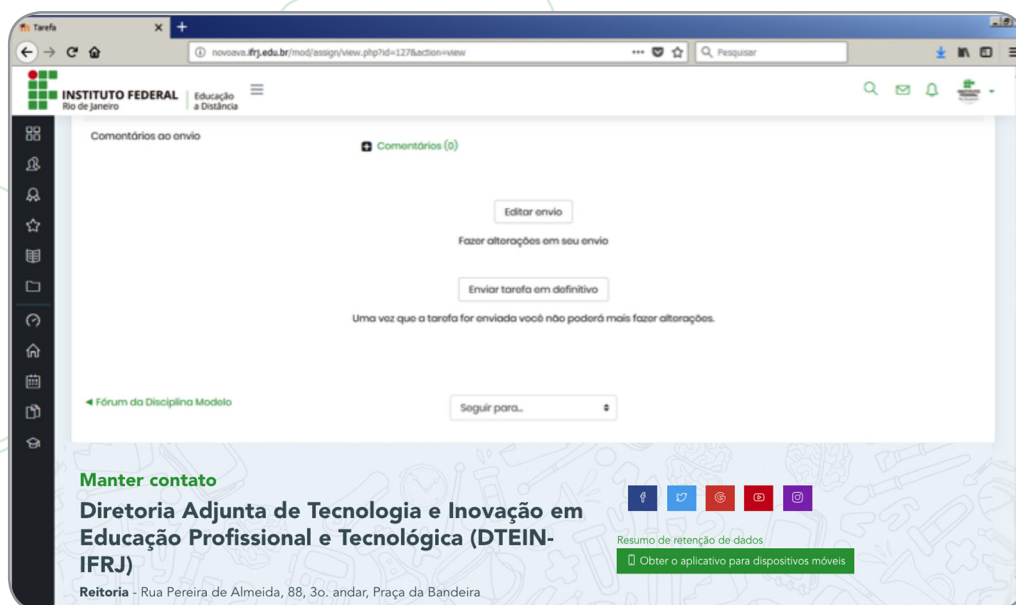 Tarefa
novoava.ifrj.edu.br/mod/assign/view.php?id=127&action=view
Pesquisar
INSTITUTO FEDERAL
Rio de Janeiro
Educação
a Distância
Comentários ao envio
Comentários (0)
Editar envio
Fazer alterações em seu envio
Enviar tarefa em definitivo
Uma vez que a tarefa for enviada você não poderá mais fazer alterações.
◄ Fórum da Disciplina Modelo
Seguir para...
Manter contato
Diretoria Adjunta de Tecnologia e Inovação em
Educação Profissional e Tecnológica (DTEIN-
IFRJ)
Reitoria - Rua Pereira de Almeida, 88, 3o. andar, Praça da Bandeira
Resumo de retenção de dados
Obter o aplicativo para dispositivos móveis